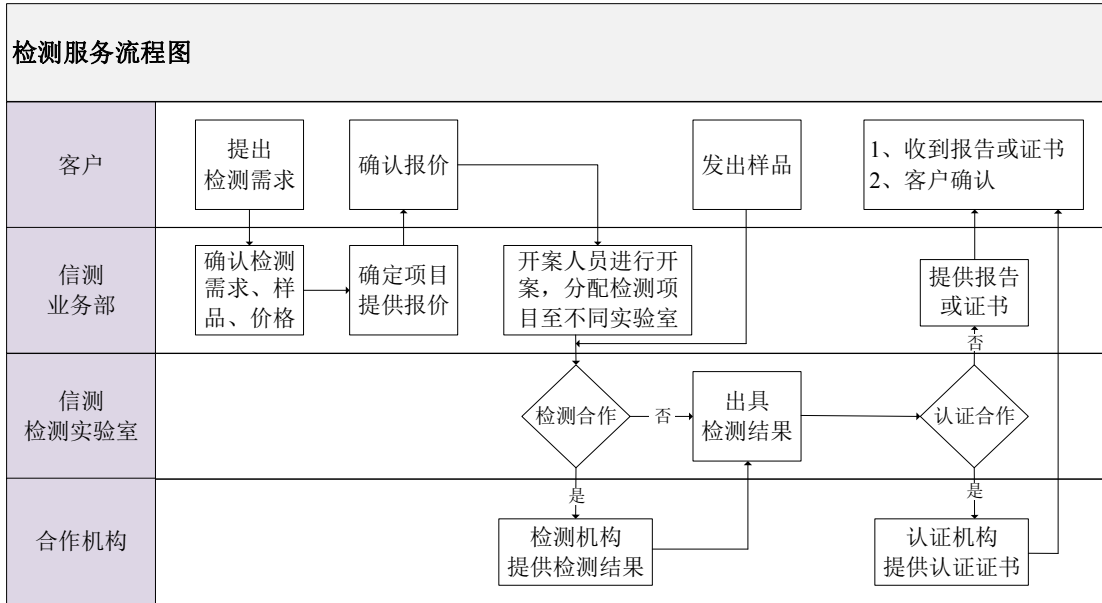 检测服务流程图
客户
提出
检测需求
确认报价
发出样品
1、收到报告或证书
2、客户确认
信测
业务部
确认检测
需求、样
品、价格
确定项目
提供报价
开案人员进行开
案，分配检测项
目至不同实验室
提供报告
或证书
否
信测
检测实验室
检测合作
否
出具
检测结果
认证合作
是
是
合作机构
检测机构
提供检测结果
认证机构
提供认证证书